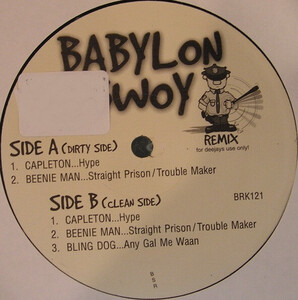 BABYLON
WOY
REMIX
for deejays use only!
SIDE A (DIRTY SIDE)
1. CAPLETON...Hype
2. BEENIE MAN...Straight Prison/Trouble Maker
SIDE B (CLEAN SIDE)
BRK121
1. CAPLETON...Hype
2. BEENIE MAN...Straight Prison/Trouble Maker
3. BLING DOG...Any Gal Me Waan